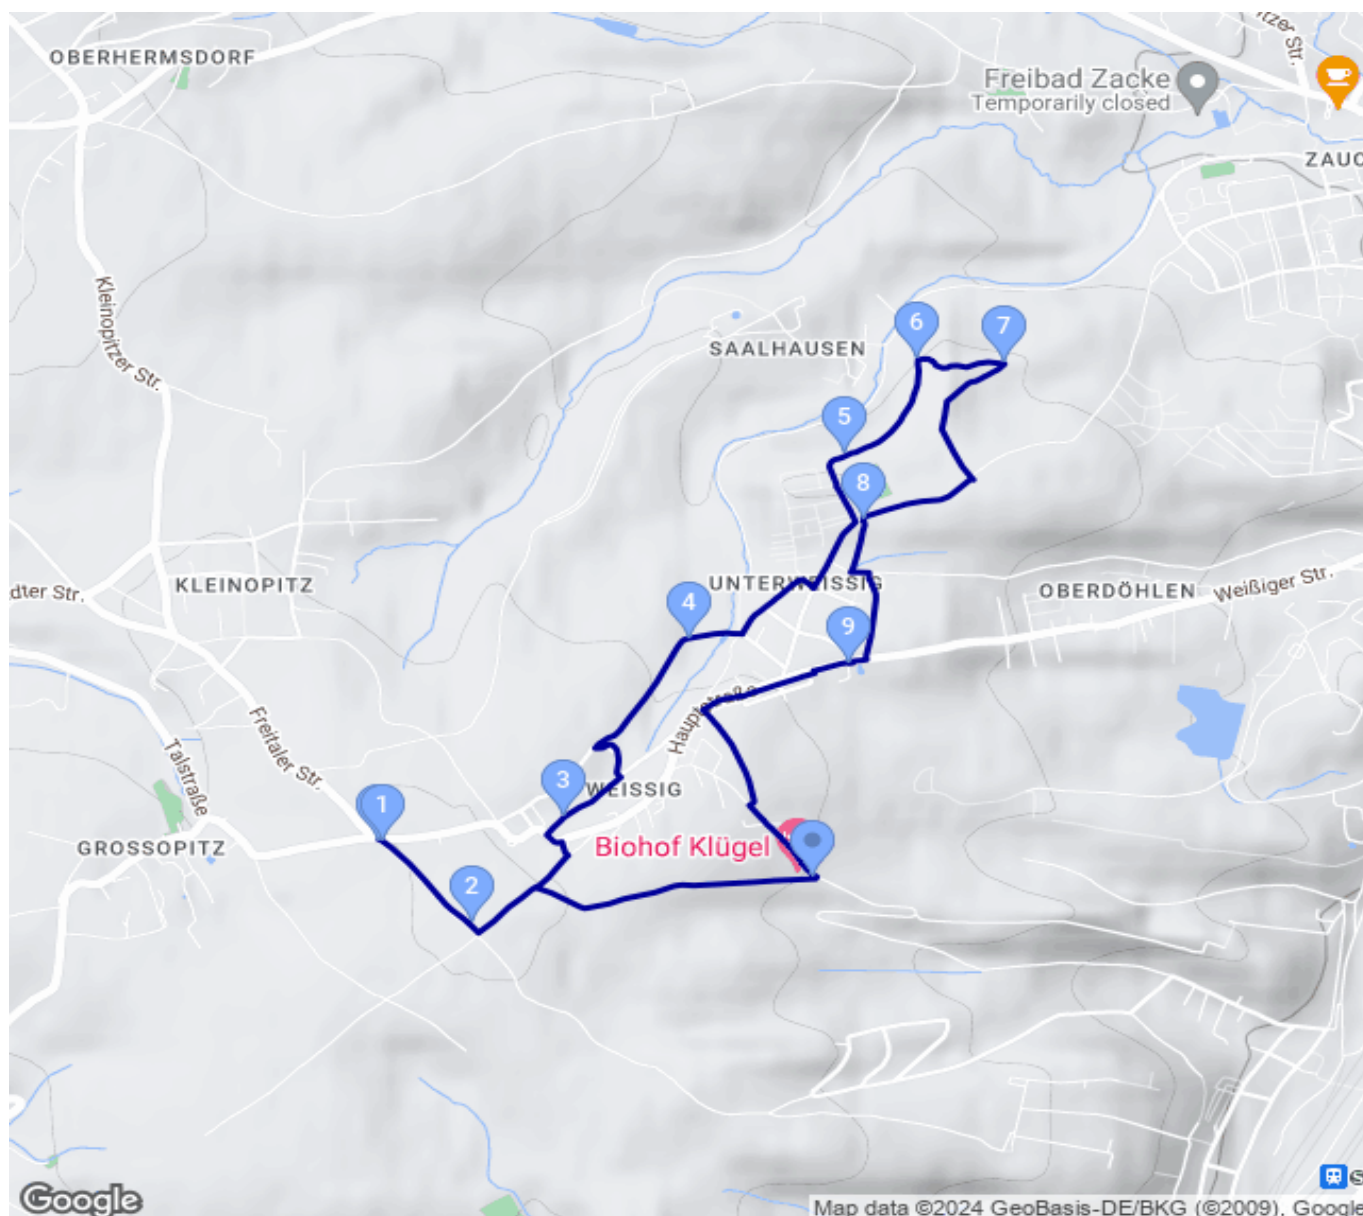 OBERHERMSDORF
Freibad Zacke
Temporarily closed
Kleinopitzer Str.
SAALHAUSEN
6
7
5
8
KLEINOPITZ
UNTERWEISSIG
OBERDÖHLEN
Weißiger Str.
4
9
Freitaler Str.
Hauptstraße
Talstraße
3
WEISSIG
1
GROSSOPITZ
Biohof Klügel
2
Google
Map data ©2024 GeoBasis-DE/BKG (©2009), Google